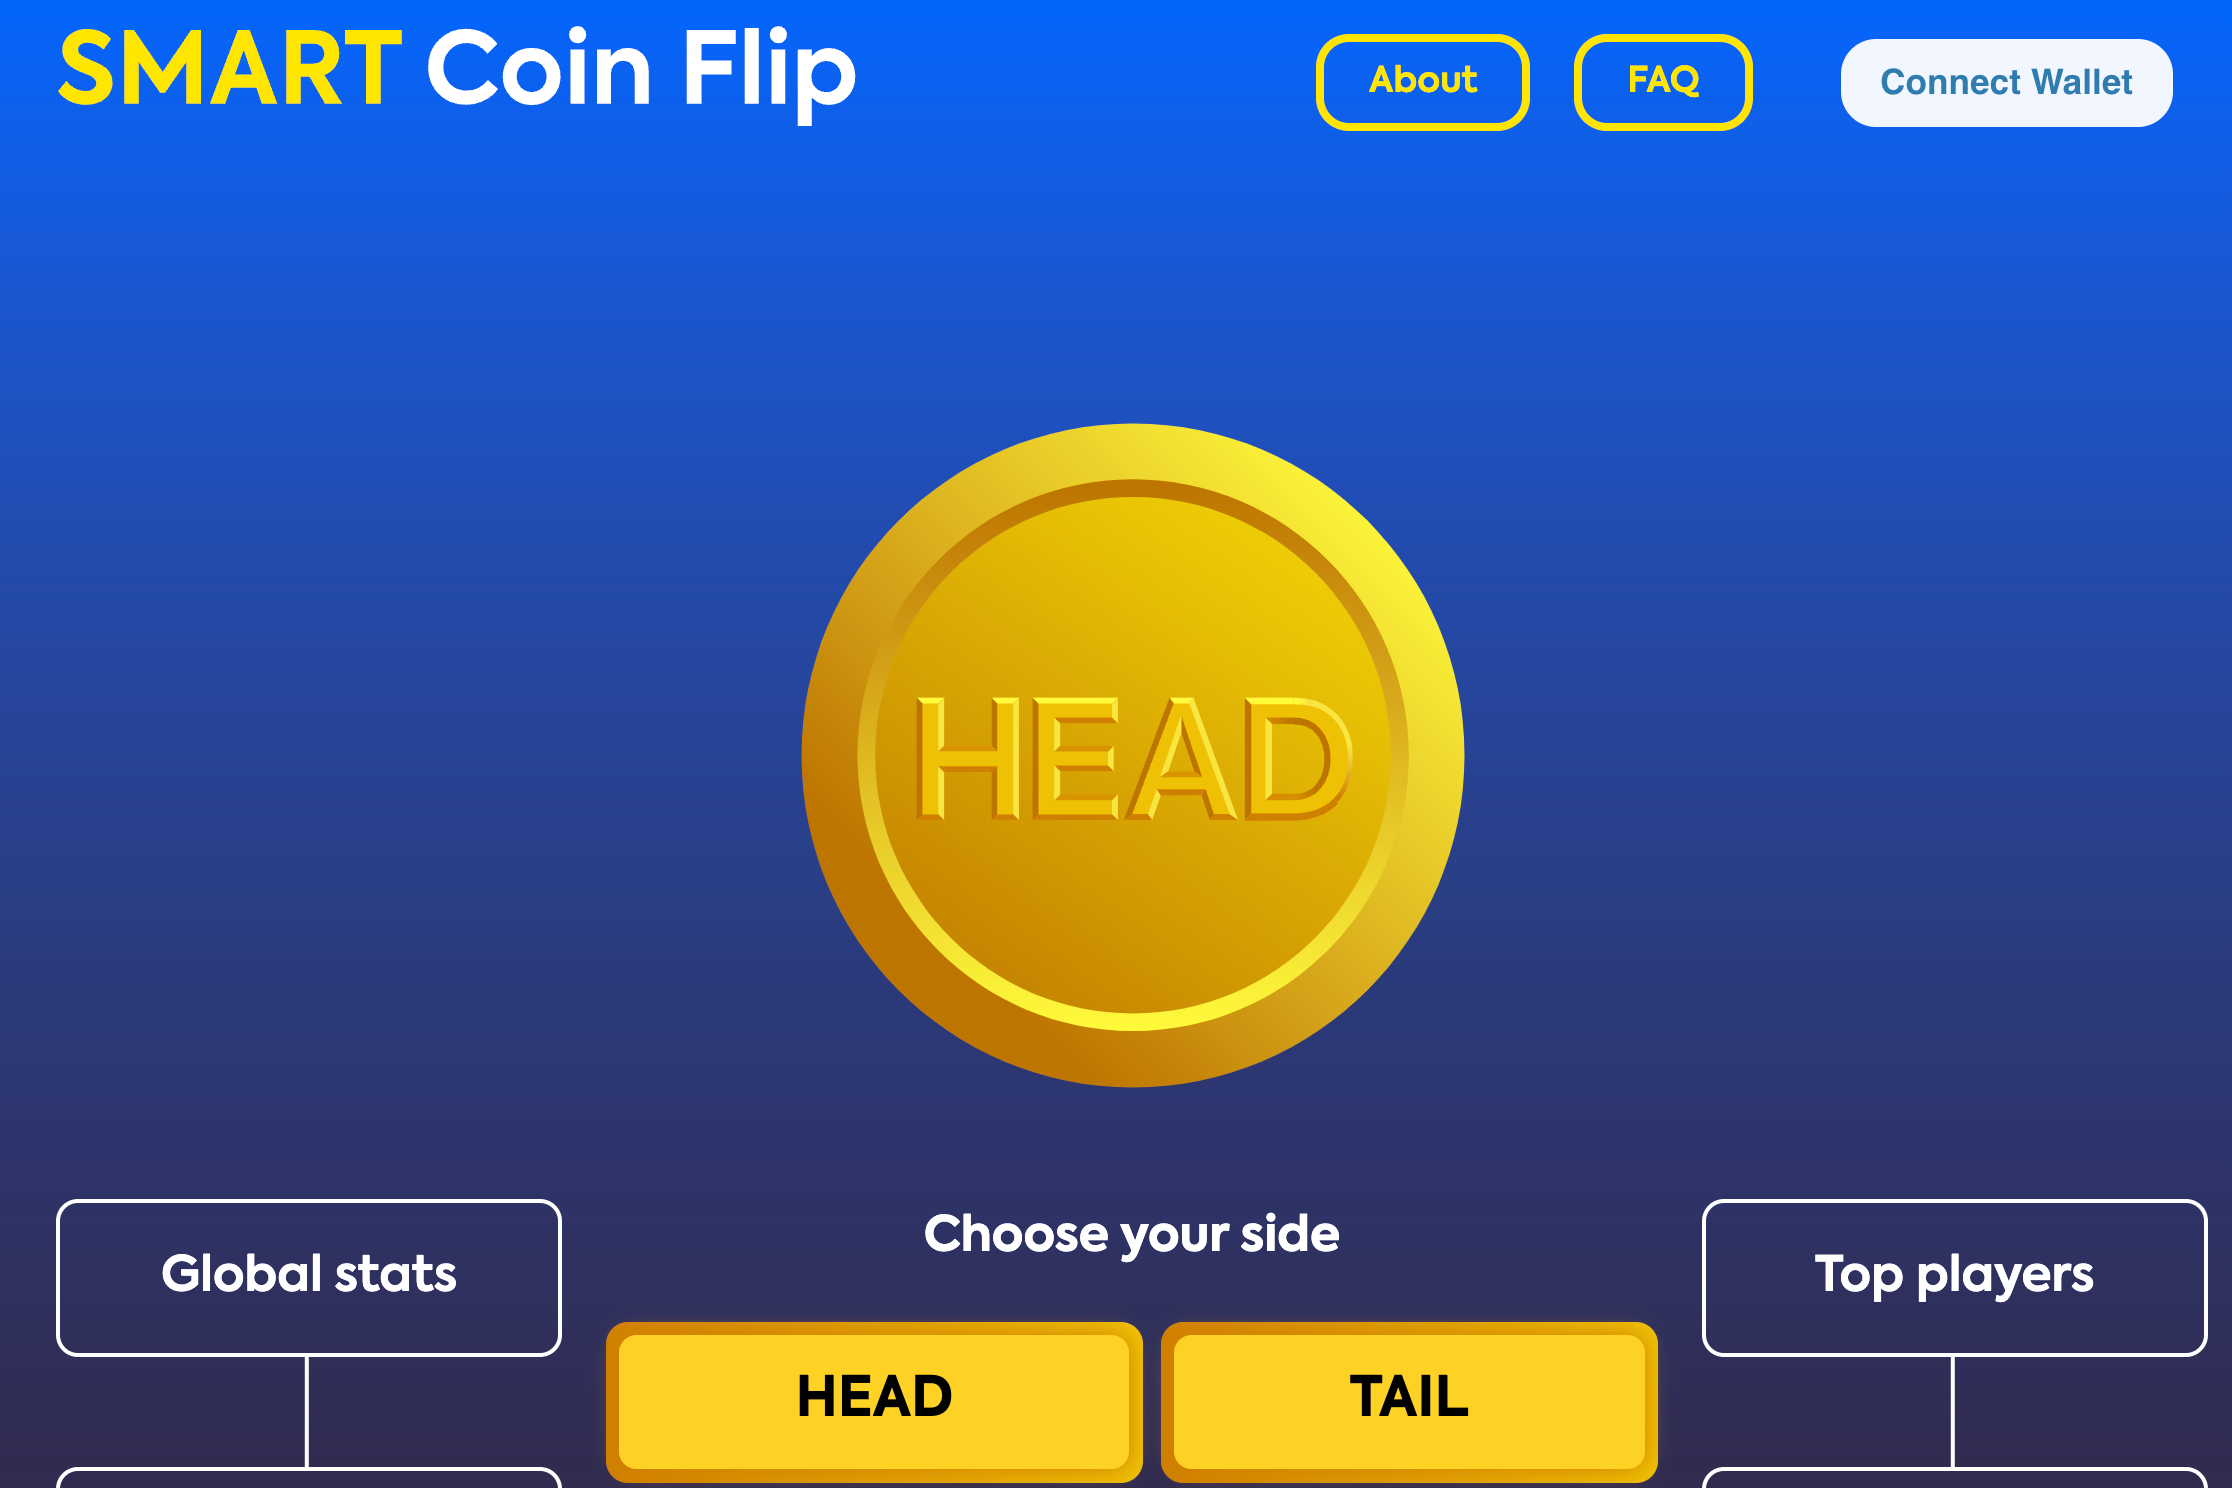 SMART Coin Flip
About
FAQ
Connect Wallet
HEAD
Choose your side
Global stats
Top players
HEAD
TAIL